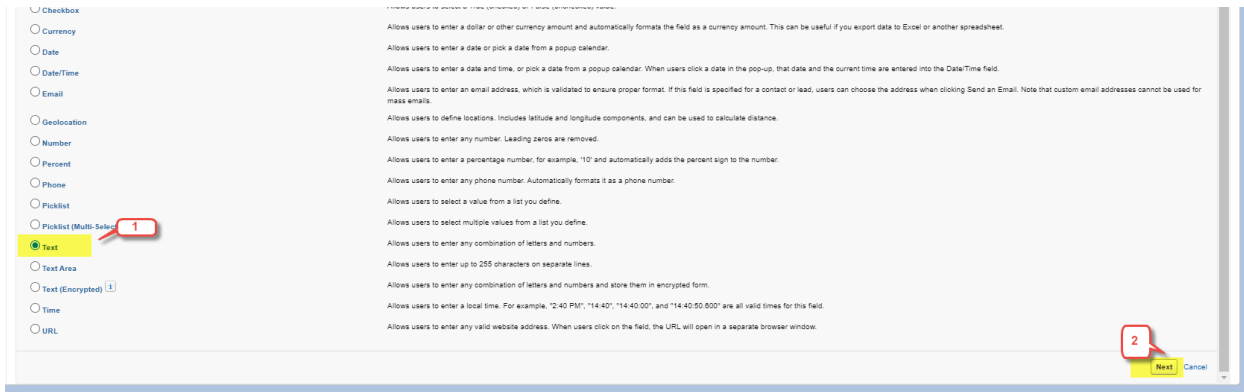 Checkbox
Currency Allows users to enter a dollar or other currency amount and automatically formats the field as a currency amount. This can be useful if you export data to Excel or another spreadsheet.
Date Allows users to enter a date or pick a date from a popup calendar.
Date/Time Allows users to enter a date and time, or pick a date from a popup calendar. When users click a date in the pop-up, that date and the current time are entered into the Date/Time field.
Email Allows users to enter an email address, which is validated to ensure proper format. If this field is specified for a contact or lead, users can choose the address when clicking Send an Email. Note that custom email addresses cannot be used for
mass emails.
Geolocation Allows users to define locations. Includes latitude and longitude components, and can be used to calculate distance.
Number Allows users to enter any number. Leading zeros are removed.
Percent Allows users to enter a percentage number, for example, '10' and automatically adds the percent sign to the number.
Phone Allows users to enter any phone number. Automatically formats it as a phone number.
Picklist Allows users to select a value from a list you define.
Picklist (Multi-Select 1 Allows users to select multiple values from a list you define.
Text Allows users to enter any combination of letters and numbers.
Text Area Allows users to enter up to 255 characters on separate lines.
Text (Encrypted) i Allows users to enter any combination of letters and numbers and store them in encrypted form.
Time Allows users to enter a local time. For example, "2:40 PM", "14:40", "14:40:00", and "14:40:50.600" are all valid times for this field.
URL Allows users to enter any valid website address. When users click on the field, the URL will open in a separate browser window.
2
Next Cancel